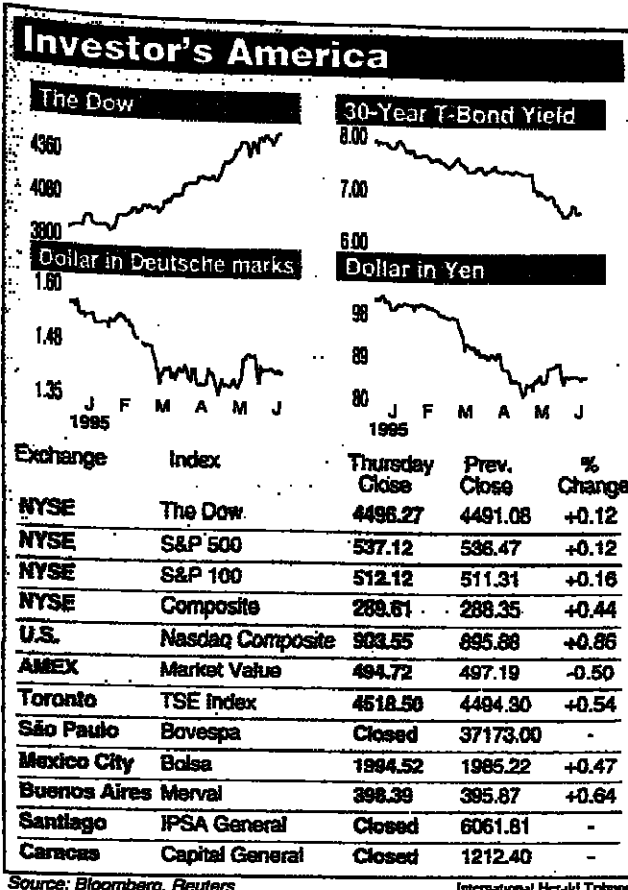 Investor's America
The Dow
4360
4080
3800
30-Year T-Bond Yield
8.00
7.00
6.00
Dollar in Deutsche marks
1.60
1.48
1.35
J F M A M J
1995
Dollar in Yen
98
89
80
J F M A M J
1995
Exchange Index Thursday Close Prev. Close % Change
NYSE The Dow 4496.27 4491.08 +0.12
NYSE S&P 500 537.12 536.47 +0.12
NYSE S&P 100 512.12 511.31 +0.16
NYSE Composite 289.61 288.35 +0.44
U.S. Nasdaq Composite 903.55 895.88 +0.86
AMEX Market Value 494.72 497.19 -0.50
Toronto TSE Index 4518.50 4494.30 +0.54
São Paulo Bovespa Closed 37173.00 -
Mexico City Bolsa 1994.52 1985.22 +0.47
Buenos Aires Merval 398.39 395.87 +0.64
Santiago IPSA General Closed 6061.81 -
Caracas Capital General Closed 1212.40 -
Source: Bloomberg, Reuters
International Herald Tribune